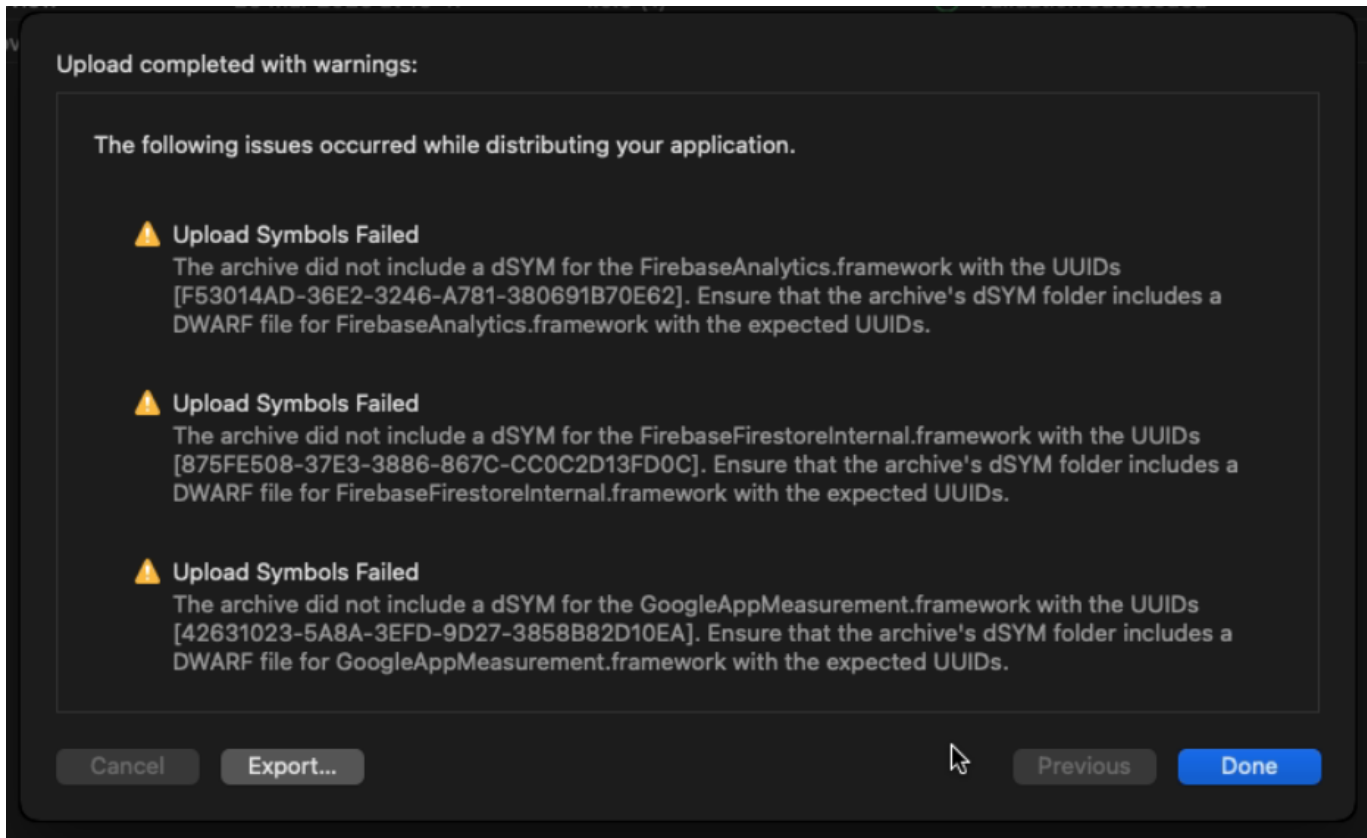 Upload completed with warnings:
The following issues occurred while distributing your application.
Upload Symbols Failed
The archive did not include a dSYM for the FirebaseAnalytics.framework with the UUIDs
[F53014AD-36E2-3246-A781-380691B70E62]. Ensure that the archive's dSYM folder includes a
DWARF file for FirebaseAnalytics.framework with the expected UUIDs.
Upload Symbols Failed
The archive did not include a dSYM for the FirebaseFirestoreInternal.framework with the UUIDs
[875FE508-37E3-3886-867C-CC0C2D13FD0C]. Ensure that the archive's dSYM folder includes a
DWARF file for FirebaseFirestoreInternal.framework with the expected UUIDs.
Upload Symbols Failed
The archive did not include a dSYM for the GoogleAppMeasurement.framework with the UUIDs
[42631023-5A8A-3EFD-9D27-3858B82D10EA]. Ensure that the archive's dSYM folder includes a
DWARF file for GoogleAppMeasurement.framework with the expected UUIDs.
Cancel Export... Previous Done